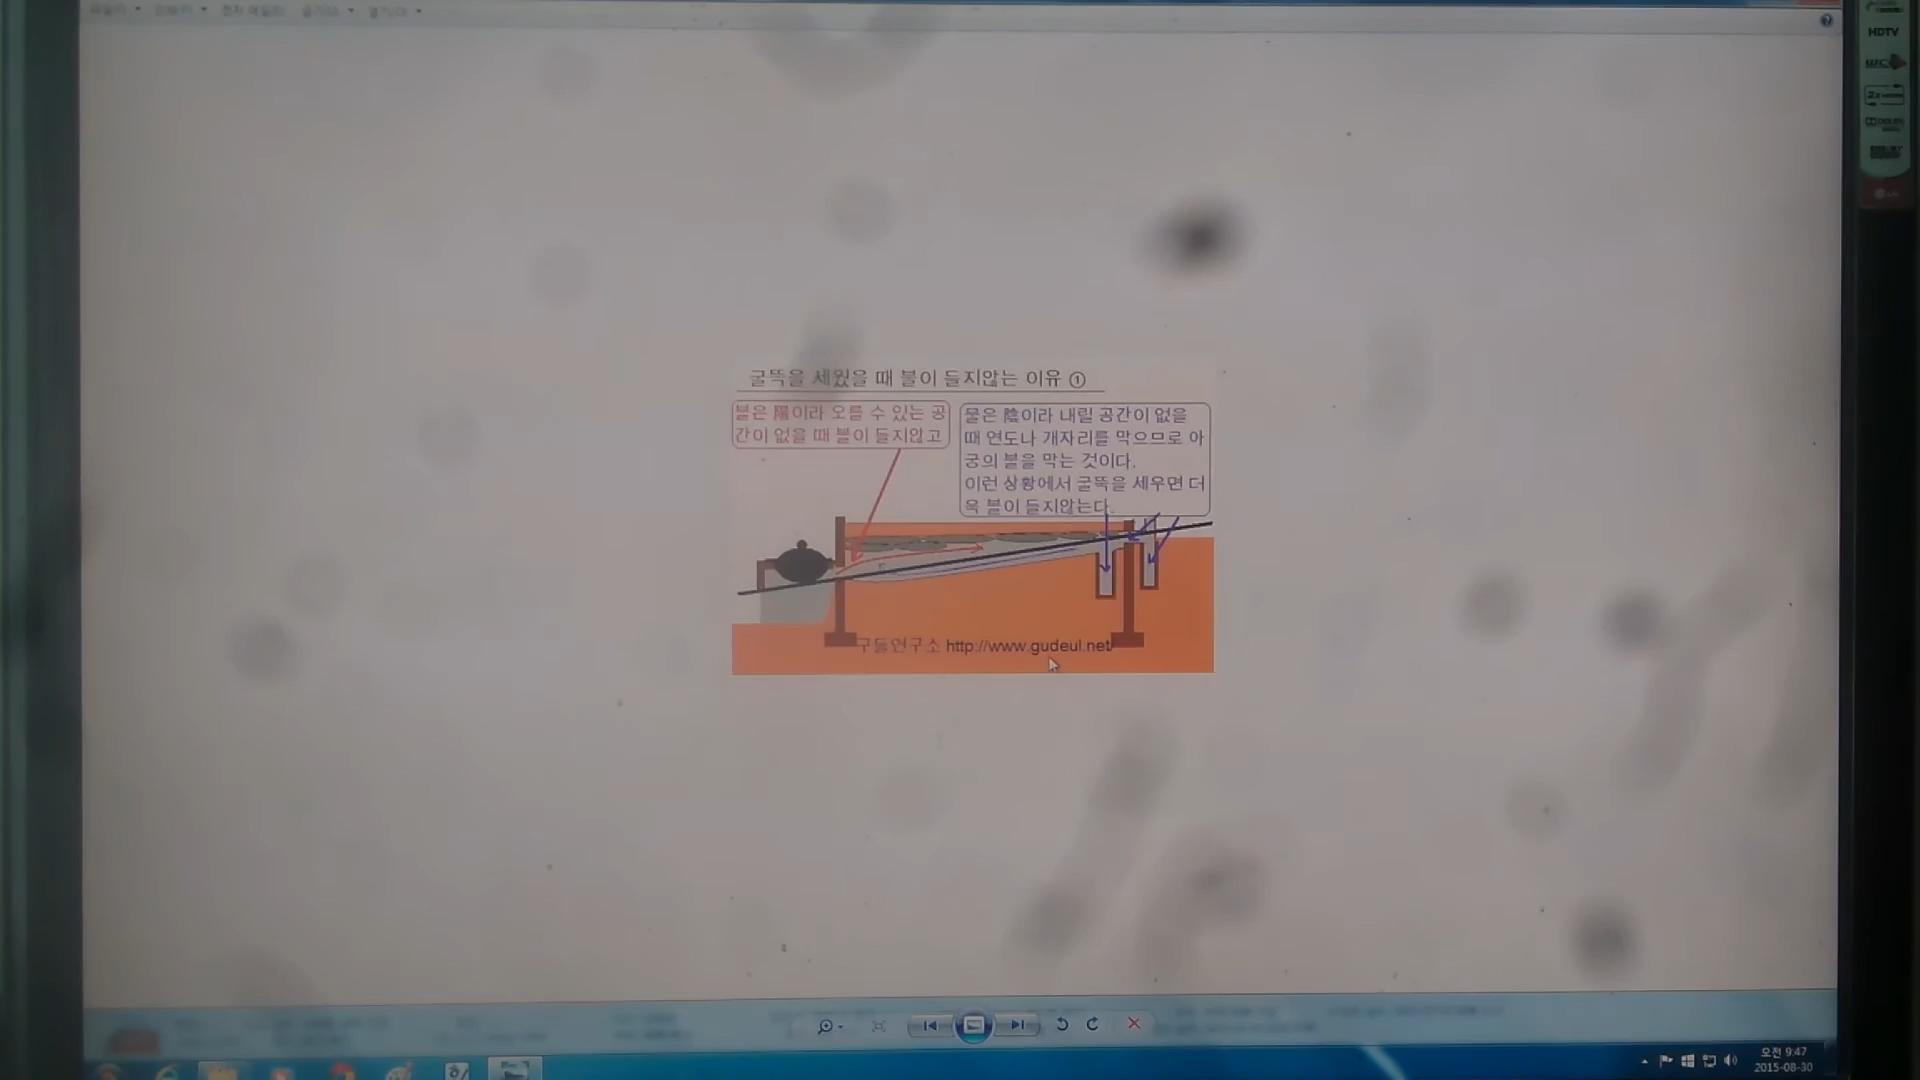 HDTV
굴뚝을 세웠을 때 불이 들지않는 이유 ①
불은 陽이라 오를 수 있는 공
간이 없을 때 불이 들지않고
물은 陰이라 내릴 공간이 없을
때 연도나 개자리를 막으므로 아
궁의 불을 막는 것이다.
이런 상황에서 굴뚝을 세우면 더
욱 불이 들지않는다.
구들연구소 http://www.gudeul.net
오전 9:47
2015-08-30